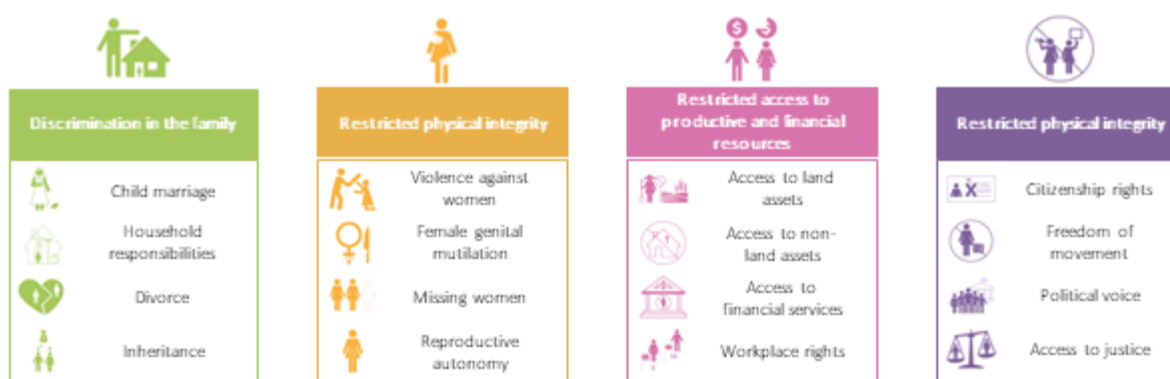 Discrimination in the family
Child marriage
Household
responsibilities
Divorce
Inheritance
Restricted physical integrity
Violence against
women
Female genital
mutilation
Missing women
Reproductive
autonomy
Restricted access to
productive and financial
resources
Access to land
assets
Access to non-
land assets
Access to
financial services
Workplace rights
Restricted physical integrity
Citizenship rights
Freedom of
movement
Political voice
Access to justice